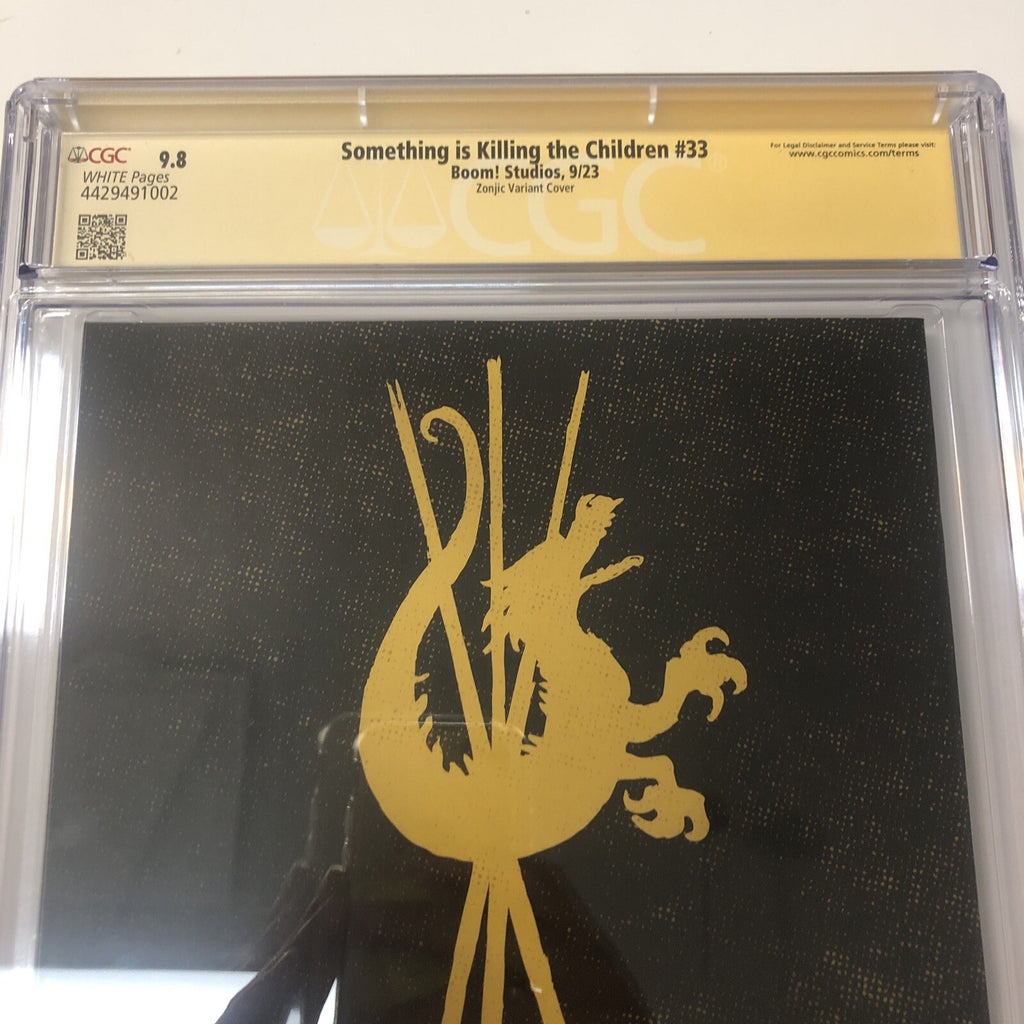 CGC 9.8
WHITE Pages
4429491002
Something is Killing the Children #33
Boom! Studios, 9/23
Zonjic Variant Cover
For Legal Disclaimer and Service Terms please visit:
www.cgccomics.com/terms
CGC